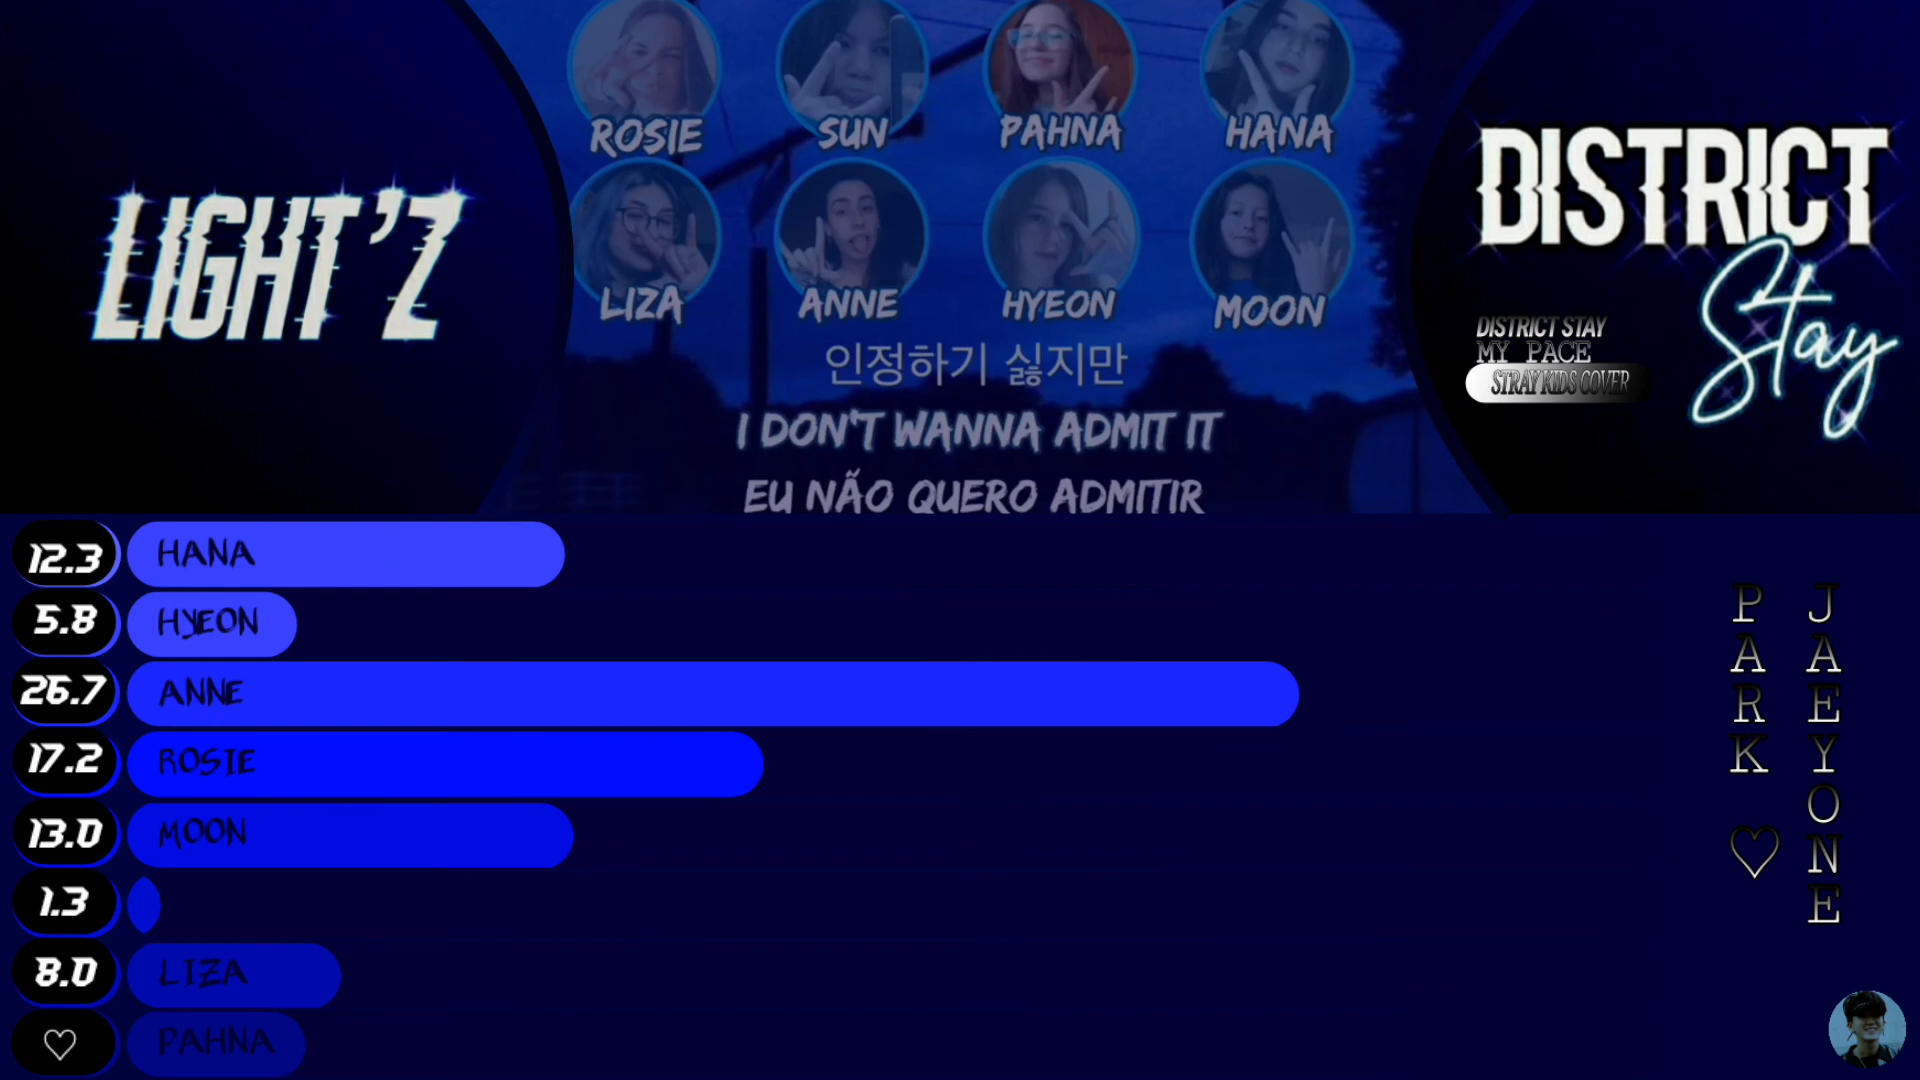 LIGHT'Z
ROSIE
SUN
PAHNA
HANA
LIZA
ANNE
HYEON
MOON
인정하기 싫지만
I DON'T WANNA ADMIT IT
EU NÃO QUERO ADMITIR
DISTRICT
Stay
DISTRICT STAY
MY PACE
STRAY KIDS COVER
12.3 HANA
5.8 HYEON
26.7 ANNE
17.2 ROSIE
13.0 MOON
1.3
8.0 LIZA
♡ PAHNA
PARK ♡
JAEYONE